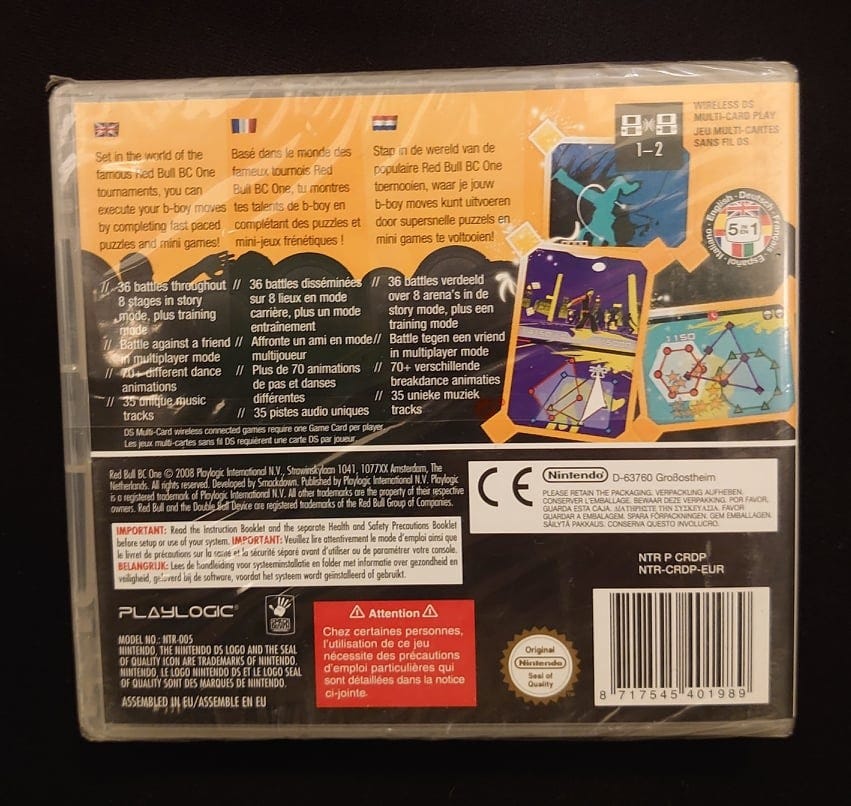 WIRELESS DS
MULTI-CARD PLAY
JEU MULTI-CARTES
SANS FIL DS
1–2
Set in the world of the
famous Red Bull BC One
tournaments, you can
execute your b-boy moves
by completing fast paced
puzzles and mini games!
Basé dans le monde des
fameux tournois Red
Bull BC One, tu montres
tes talents de b-boy en
complétant des puzzles et
mini-jeux frénétiques !
Stap in de wereld van de
populaire Red Bull BC One
toernooien, waar je jouw
b-boy moves kunt uitvoeren
door supersnelle puzzels en
mini games te voltooien!
English · Deutsch · Français · Español · Italiano ·
5 IN EN 1
// 36 battles throughout
8 stages in story
mode, plus training
mode
// Battle against a friend
in multiplayer mode
// 70+ different dance
animations
// 35 unique music
tracks
// 36 battles disséminées
sur 8 lieux en mode
carrière, plus un mode
entraînement
// Affronte un ami en mode
multijoueur
// Plus de 70 animations
de pas et danses
différentes
// 35 pistes audio uniques
// 36 battles verdeeld
over 8 arena's in de
story mode, plus een
training mode
// Battle tegen een vriend
in multiplayer mode
// 70+ verschillende
breakdance animaties
// 35 unieke muziek
tracks
1150
DS Multi-Card wireless connected games require one Game Card per player.
Les jeux multi-cartes sans fil DS requièrent une carte DS par joueur.
Red Bull BC One © 2008 Playlogic International N.V., Strawinskylaan 1041, 1077XX Amsterdam, The
Netherlands. All rights reserved. Developed by Smackdown. Published by Playlogic International N.V. Playlogic
is a registered trademark of Playlogic International N.V. All other trademarks are the property of their respective
owners. Red Bull and the Double Bull Device are registered trademarks of the Red Bull Group of Companies.
IMPORTANT: Read the Instruction Booklet and the separate Health and Safety Precautions Booklet
before setup or use of your system. IMPORTANT: Veuillez lire attentivement le mode d'emploi ainsi que
le livret de précautions sur la santé et la sécurité séparé avant d'utiliser ou de paramétrer votre console.
BELANGRIJK: Lees de handleiding voor systeeminstallatie en folder met informatie over gezondheid en
veiligheid, geleverd bij de software, voordat het systeem wordt geïnstalleerd of gebruikt.
CE
Nintendo D-63760 Großostheim
PLEASE RETAIN THE PACKAGING. VERPACKUNG AUFHEBEN.
CONSERVER L'EMBALLAGE. BEWAAR DEZE VERPAKKING. POR FAVOR,
GUARDA ESTA CAJA. ΔΙΑΤΗΡΗΣΤΕ ΤΗΝ ΣΥΣΚΕΥΑΣΙΑ. FAVOR
GUARDAR A EMBALAGEM. SPARA FÖRPACKNINGEN. GEM EMBALLAGEN.
SÄILYTÄ PAKKAUS. CONSERVA QUESTO INVOLUCRO.
NTR P CRDP
NTR-CRDP-EUR
PLAYLOGIC
MODEL NO.: NTR-005
NINTENDO, THE NINTENDO DS LOGO AND THE SEAL
OF QUALITY ICON ARE TRADEMARKS OF NINTENDO.
NINTENDO, LE LOGO NINTENDO DS ET LE LOGO SEAL
OF QUALITY SONT DES MARQUES DE NINTENDO.
ASSEMBLED IN EU/ASSEMBLE EN EU
Attention
Chez certaines personnes,
l'utilisation de ce jeu
nécessite des précautions
d'emploi particulières qui
sont détaillées dans la notice
ci-jointe.
Original
Nintendo
Seal of
Quality
8 717545 401989